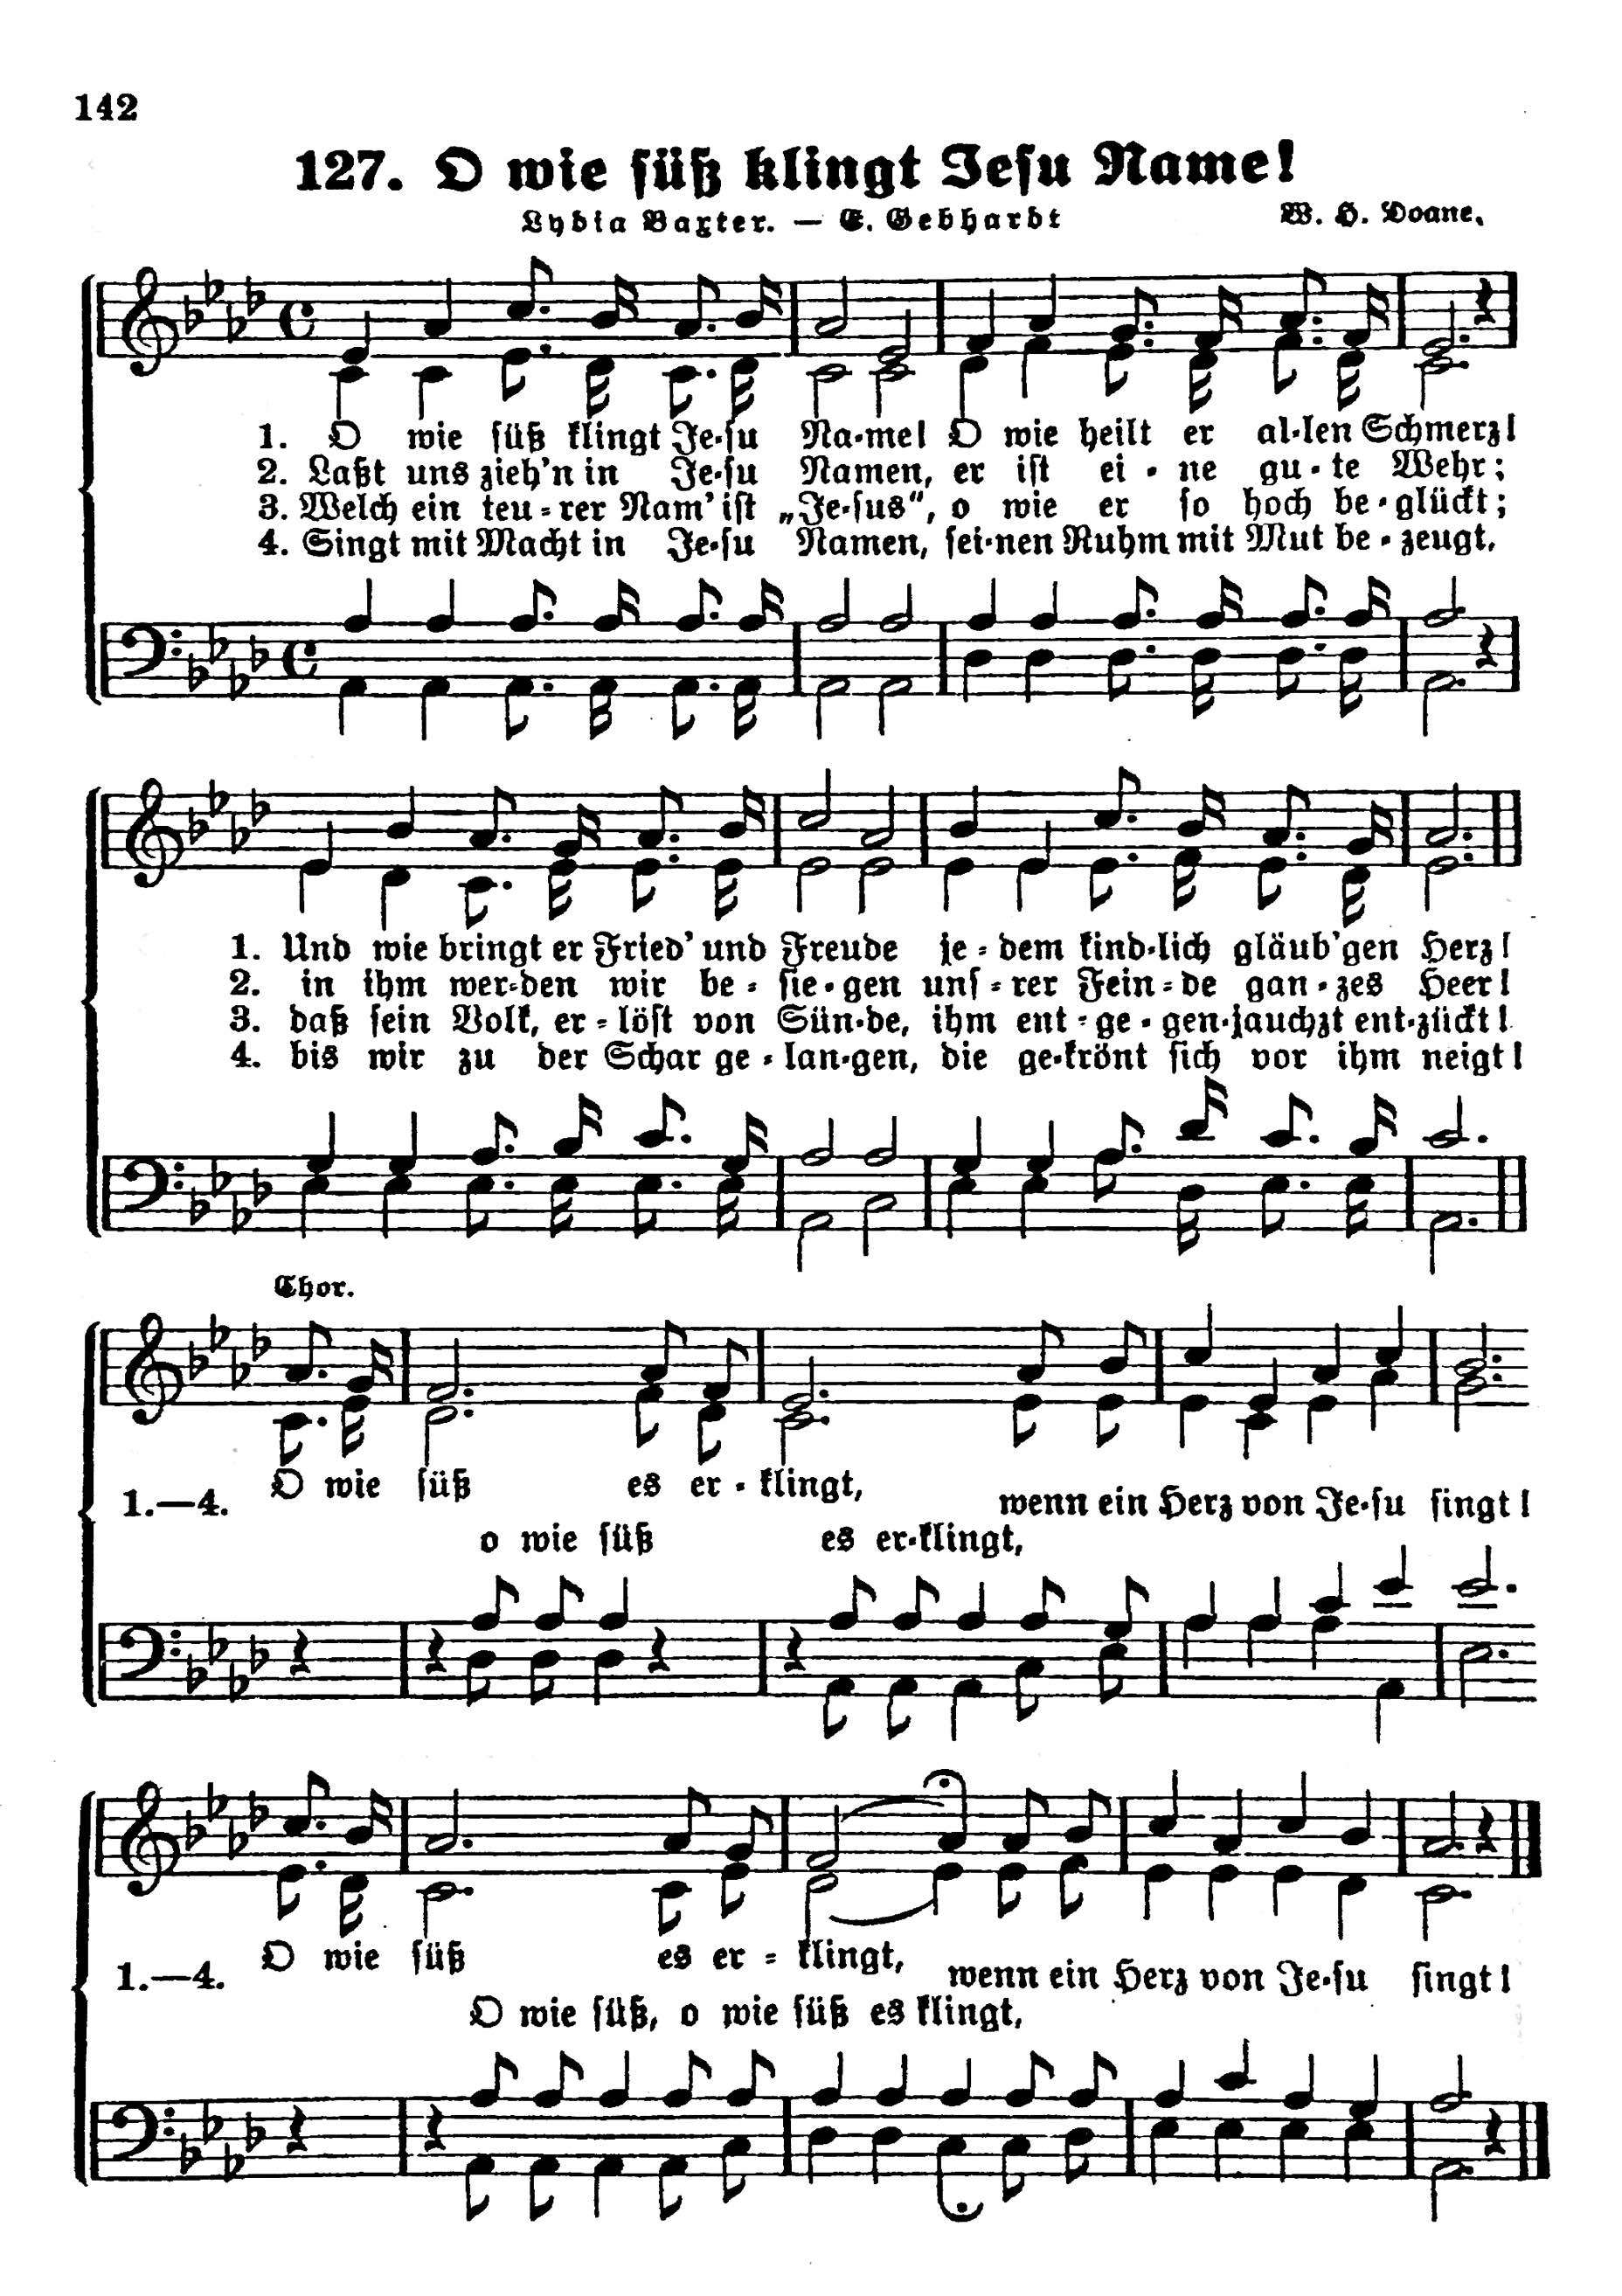 142
127. O wie süß klingt Jesu Name!
Lydia Baxter. — E. Gebhardt
W. H. Doane.
1. O wie süß klingt Je-su Na-me! O wie heilt er al-len Schmerz!
2. Laßt uns zieh'n in Je-su Namen, er ist ei-ne gu-te Wehr;
3. Welch ein teu-rer Nam' ist „Je-sus“, o wie er so hoch be-glückt;
4. Singt mit Macht in Je-su Namen, sei-nen Ruhm mit Mut be-zeugt,
1. Und wie bringt er Fried' und Freude je-dem kind-lich gläub'gen Herz!
2. in ihm wer-den wir be-sie-gen uns-rer Fein-de gan-zes Heer!
3. daß sein Volk, er-löst von Sün-de, ihm ent-ge-gen-jauchzt ent-zückt!
4. bis wir zu der Schar ge-lan-gen, die ge-krönt sich vor ihm neigt!
Chor.
O wie süß es er-klingt,
1.—4. wenn ein Herz von Je-su singt!
o wie süß es er-klingt,
O wie süß es er-klingt,
1.—4. wenn ein Herz von Je-su singt!
O wie süß, o wie süß es klingt,